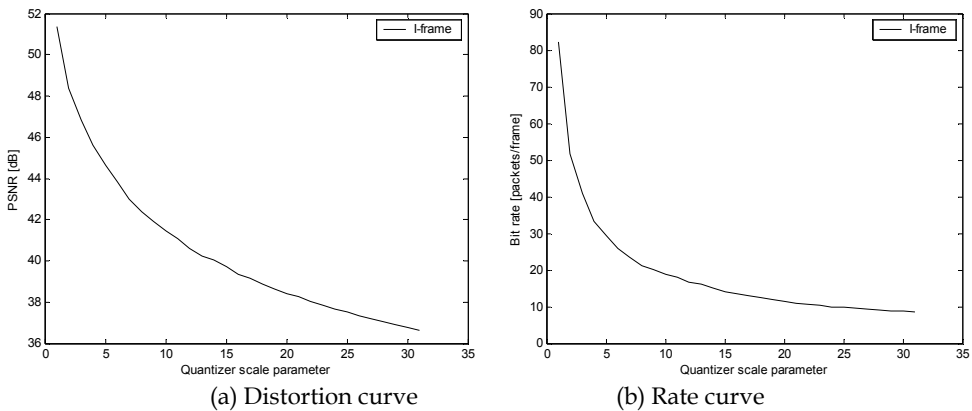 52
50
48
46
44
42
40
38
36
PSNR [dB]
I-frame
0 5 10 15 20 25 30 35
Quantizer scale parameter
(a) Distortion curve
90
80
70
60
50
40
30
20
10
0
Bit rate [packets/frame]
I-frame
0 5 10 15 20 25 30 35
Quantizer scale parameter
(b) Rate curve